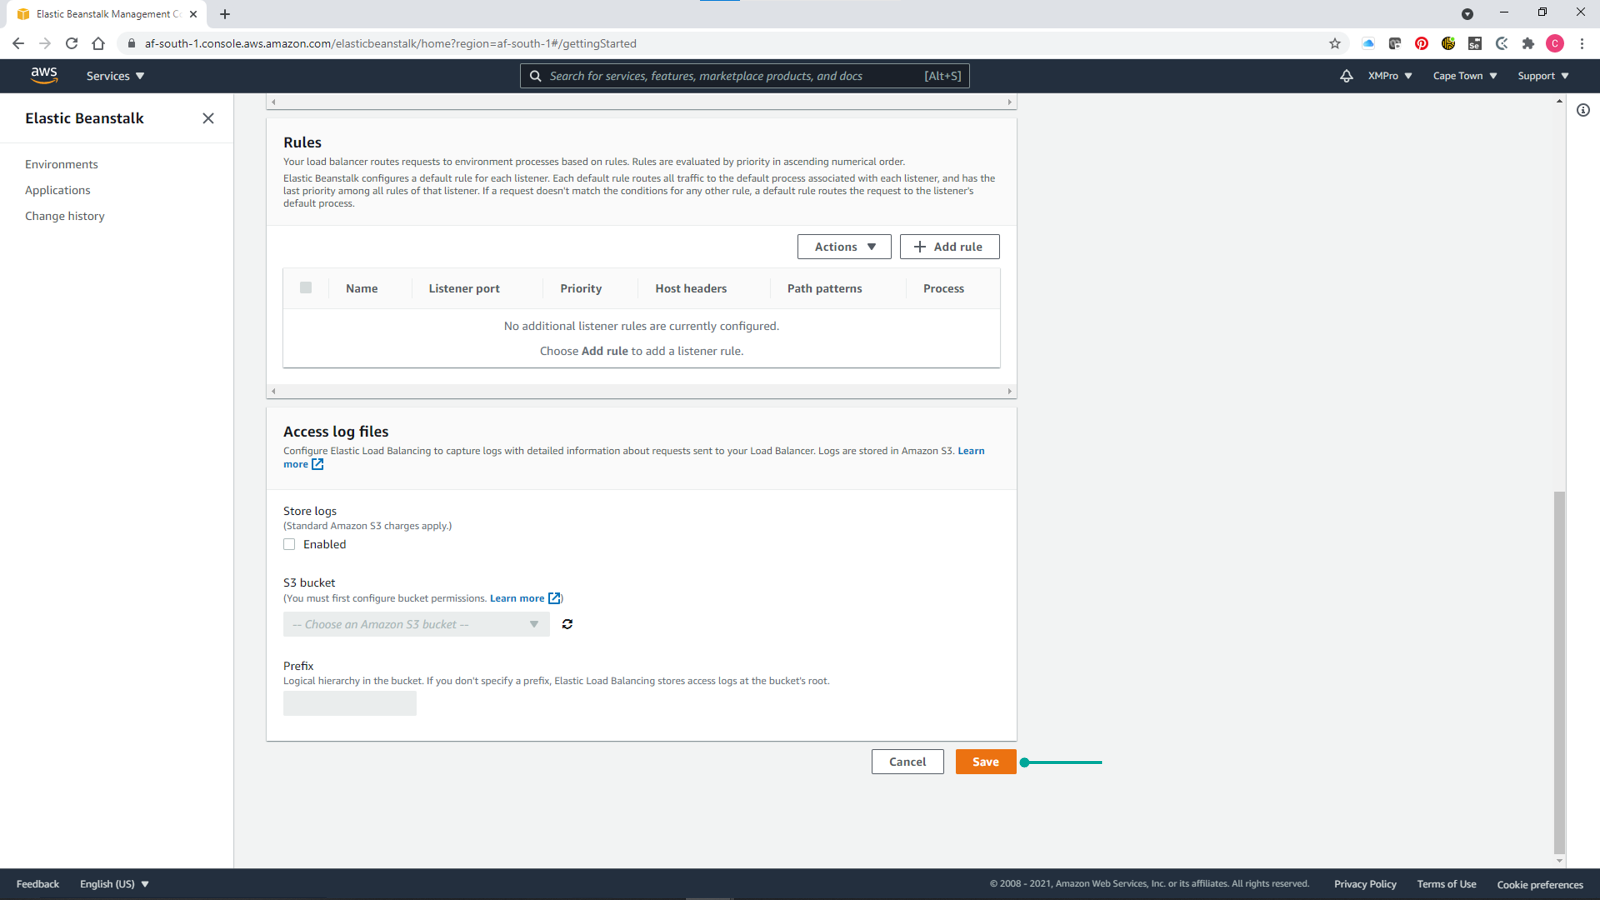 Elastic Beanstalk Management C
af-south-1.console.aws.amazon.com/elasticbeanstalk/home?region=af-south-1#/gettingStarted
Se
C
aws
Services
Search for services, features, marketplace products, and docs
[Alt+S]
XMPro
Cape Town
Support
Elastic Beanstalk
Environments
Applications
Change history
Rules
Your load balancer routes requests to environment processes based on rules. Rules are evaluated by priority in ascending numerical order.
Elastic Beanstalk configures a default rule for each listener. Each default rule routes all traffic to the default process associated with each listener, and has the
last priority among all rules of that listener. If a request doesn't match the conditions for any other rule, a default rule routes the request to the listener's
default process.
Actions
Add rule
Name
Listener port
Priority
Host headers
Path patterns
Process
No additional listener rules are currently configured.
Choose Add rule to add a listener rule.
Access log files
Configure Elastic Load Balancing to capture logs with detailed information about requests sent to your Load Balancer. Logs are stored in Amazon S3. Learn
more
Store logs
(Standard Amazon S3 charges apply.)
Enabled
S3 bucket
(You must first configure bucket permissions. Learn more )
-- Choose an Amazon S3 bucket --
Prefix
Logical hierarchy in the bucket. If you don't specify a prefix, Elastic Load Balancing stores access logs at the bucket's root.
Cancel
Save
Feedback
English (US)
© 2008 - 2021, Amazon Web Services, Inc. or its affiliates. All rights reserved.
Privacy Policy
Terms of Use
Cookie preferences